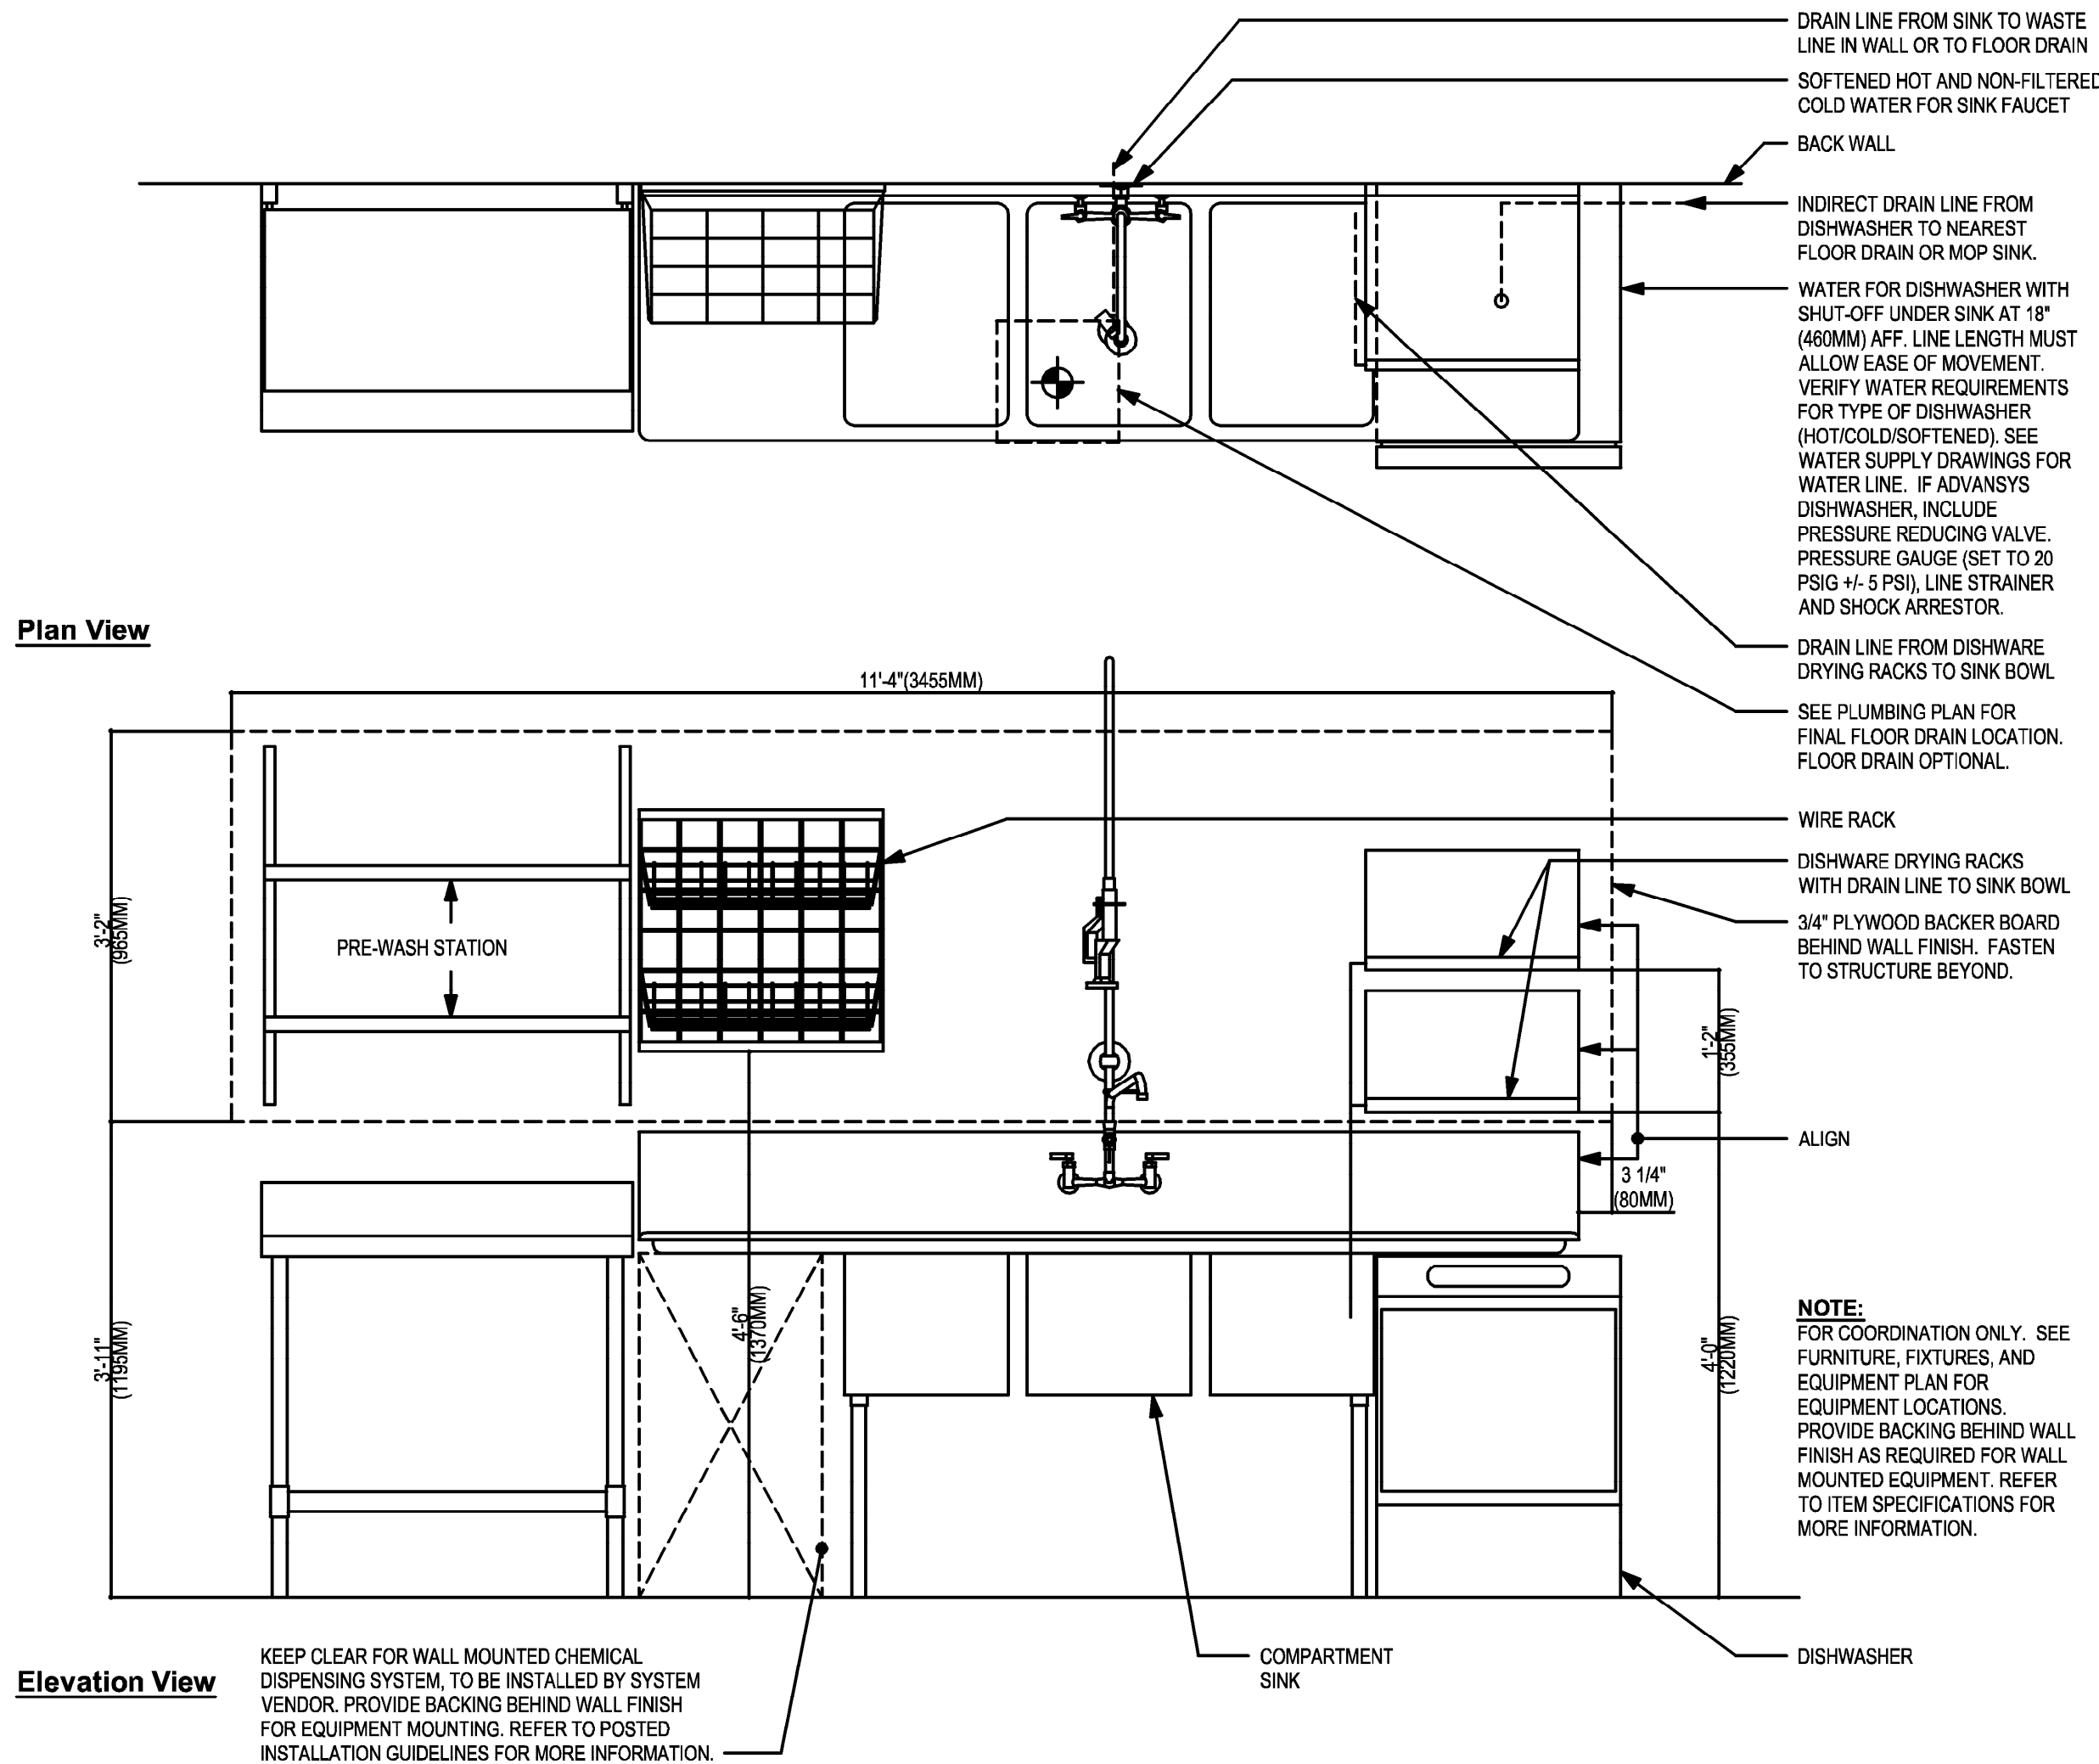 DRAIN LINE FROM SINK TO WASTE
LINE IN WALL OR TO FLOOR DRAIN
SOFTENED HOT AND NON-FILTERED
COLD WATER FOR SINK FAUCET
BACK WALL
INDIRECT DRAIN LINE FROM
DISHWASHER TO NEAREST
FLOOR DRAIN OR MOP SINK.
WATER FOR DISHWASHER WITH
SHUT-OFF UNDER SINK AT 18"
(460MM) AFF. LINE LENGTH MUST
ALLOW EASE OF MOVEMENT.
VERIFY WATER REQUIREMENTS
FOR TYPE OF DISHWASHER
(HOT/COLD/SOFTENED). SEE
WATER SUPPLY DRAWINGS FOR
WATER LINE. IF ADVANSYS
DISHWASHER, INCLUDE
PRESSURE REDUCING VALVE.
PRESSURE GAUGE (SET TO 20
PSIG +/- 5 PSI), LINE STRAINER
AND SHOCK ARRESTOR.
Plan View
DRAIN LINE FROM DISHWARE
DRYING RACKS TO SINK BOWL
11'-4"(3455MM)
SEE PLUMBING PLAN FOR
FINAL FLOOR DRAIN LOCATION.
FLOOR DRAIN OPTIONAL.
WIRE RACK
DISHWARE DRYING RACKS
WITH DRAIN LINE TO SINK BOWL
3/4" PLYWOOD BACKER BOARD
BEHIND WALL FINISH. FASTEN
TO STRUCTURE BEYOND.
3'-2"
(965MM)
PRE-WASH STATION
1'-2"
(355MM)
ALIGN
3 1/4"
(80MM)
3'-11"
(1195MM)
4'-6"
(1370MM)
4'-0"
(1220MM)
NOTE:
FOR COORDINATION ONLY. SEE
FURNITURE, FIXTURES, AND
EQUIPMENT PLAN FOR
EQUIPMENT LOCATIONS.
PROVIDE BACKING BEHIND WALL
FINISH AS REQUIRED FOR WALL
MOUNTED EQUIPMENT. REFER
TO ITEM SPECIFICATIONS FOR
MORE INFORMATION.
Elevation View
KEEP CLEAR FOR WALL MOUNTED CHEMICAL
DISPENSING SYSTEM, TO BE INSTALLED BY SYSTEM
VENDOR. PROVIDE BACKING BEHIND WALL FINISH
FOR EQUIPMENT MOUNTING. REFER TO POSTED
INSTALLATION GUIDELINES FOR MORE INFORMATION.
COMPARTMENT
SINK
DISHWASHER